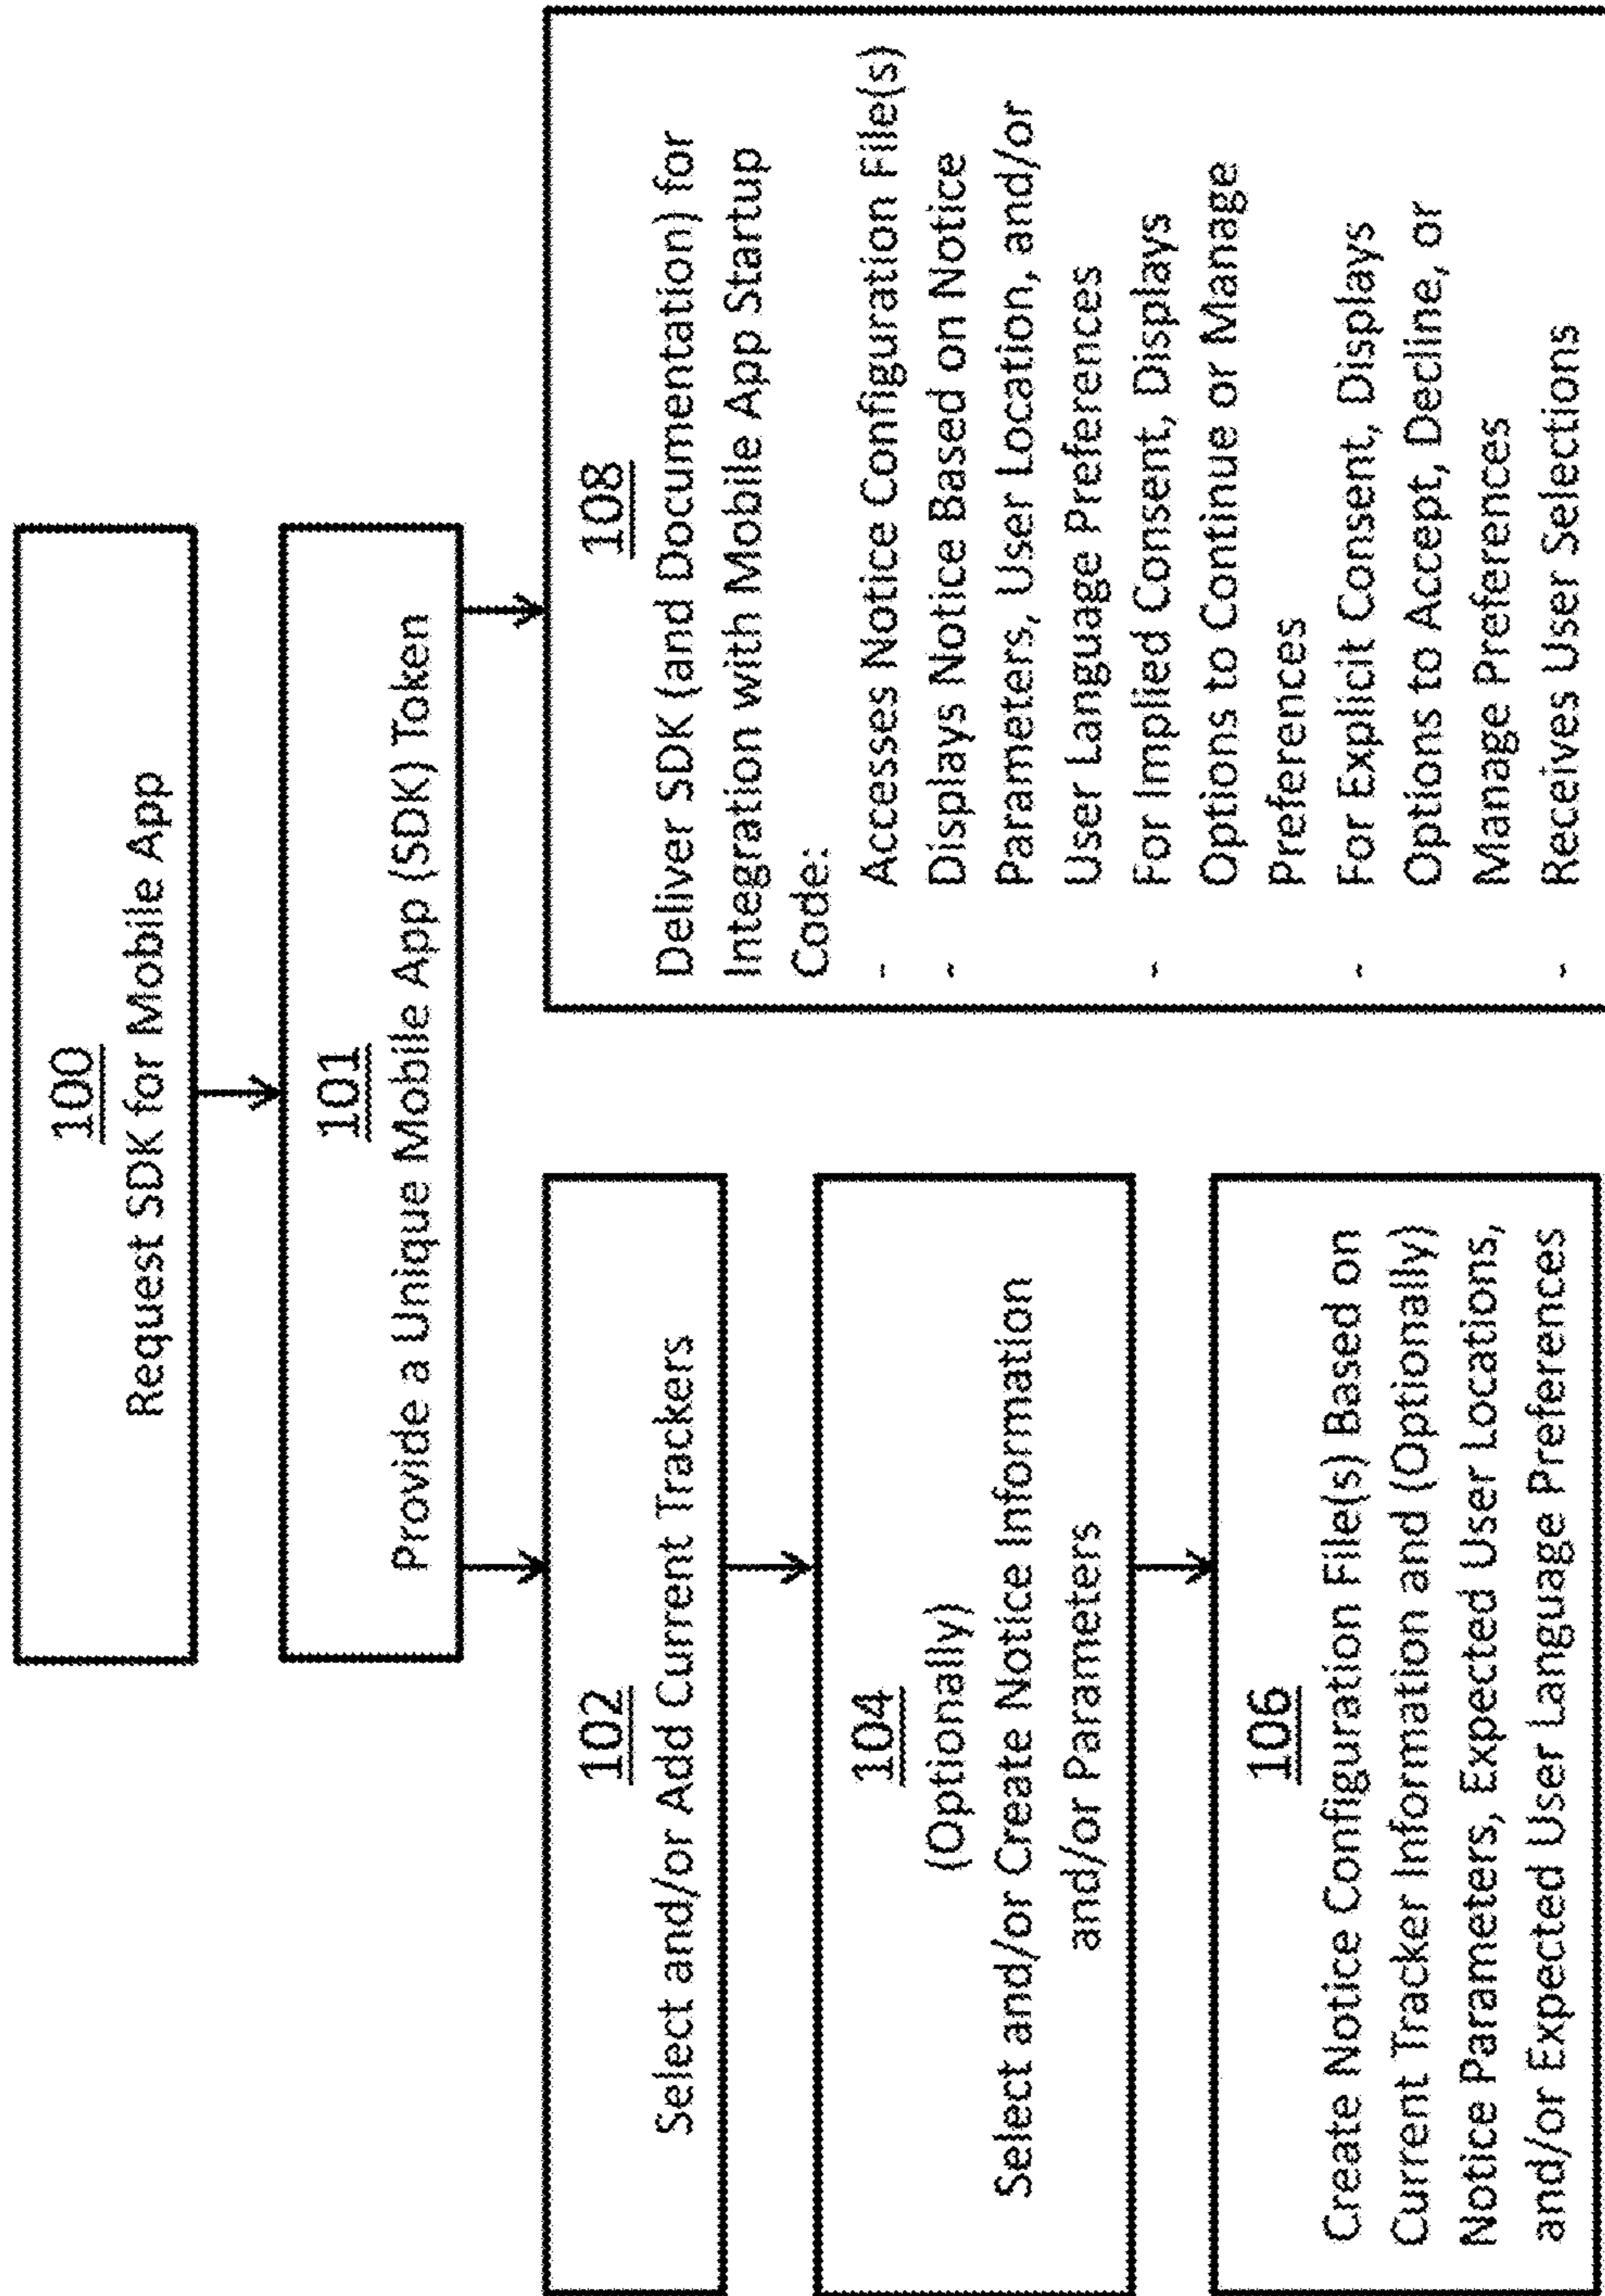 100
Request SDK for Mobile App
101
Provide a Unique Mobile App (SDK) Token
102
Select and/or Add Current Trackers
104
(Optionally)
Select and/or Create Notice Information
and/or Parameters
106
Create Notice Configuration File(s) Based on
Current Tracker Information and (Optionally)
Notice Parameters, Expected User Locations,
and/or Expected User Language Preferences
108
Deliver SDK (and Documentation) for
Integration with Mobile App Startup
Code:
- Accesses Notice Configuration File(s)
- Displays Notice Based on Notice
Parameters, User Location, and/or
User Language Preferences
- For Implied Consent, Displays
Options to Continue or Manage
Preferences
- For Explicit Consent, Displays
Options to Accept, Decline, or
Manage Preferences
- Receives User Selections